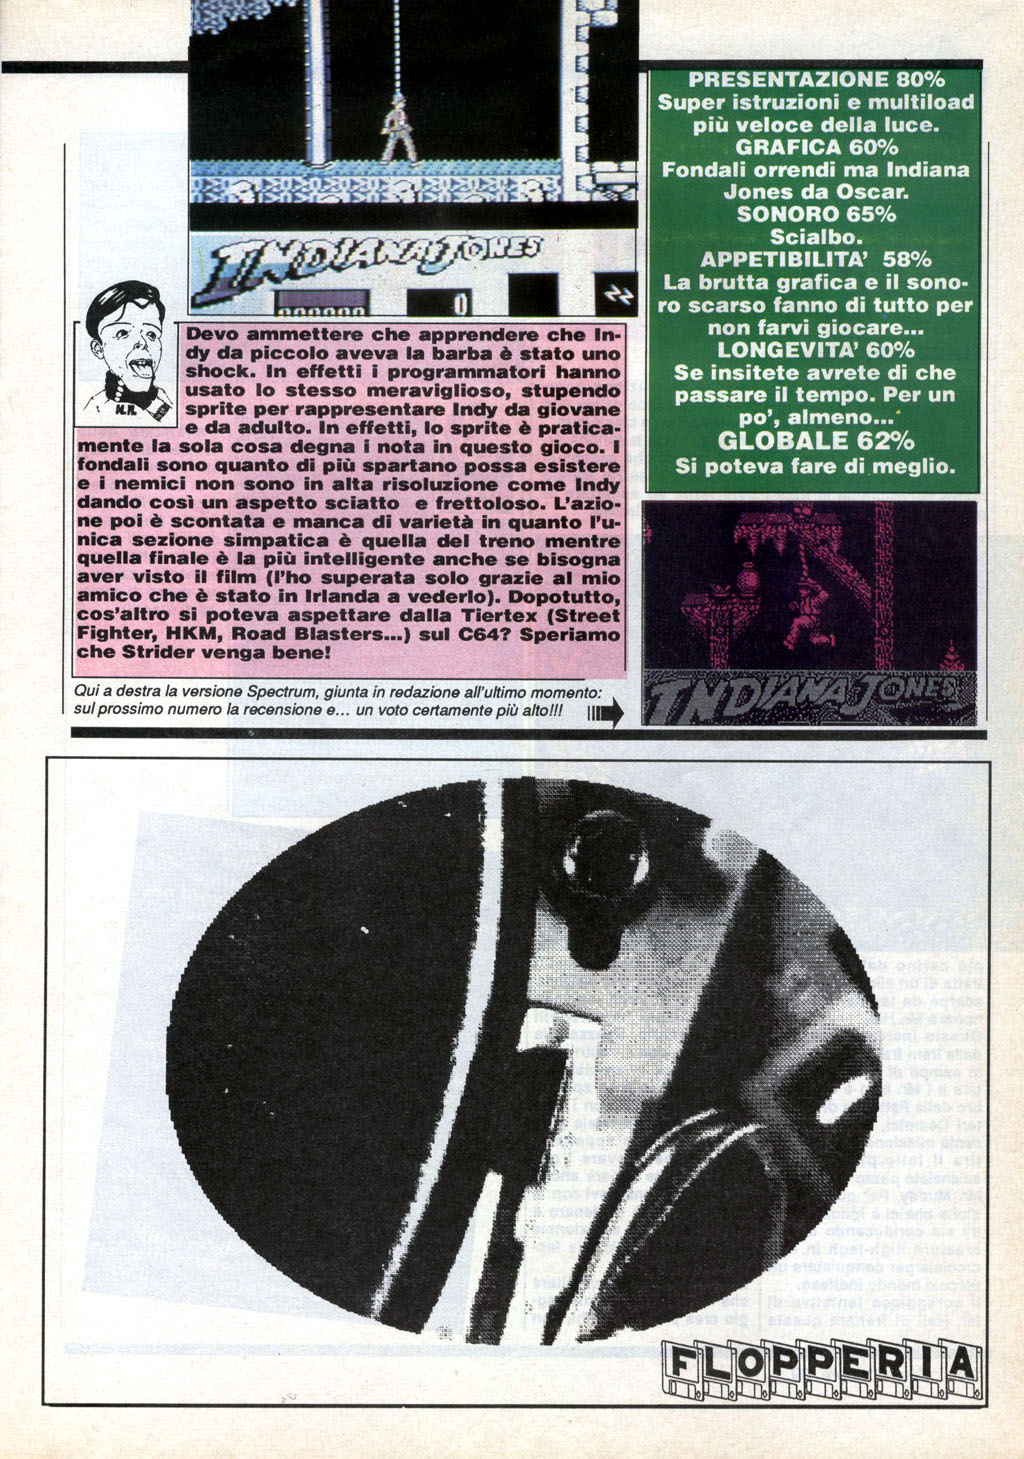 INDIANA JONES
0
PRESENTAZIONE 80%
Super istruzioni e multiload
più veloce della luce.
GRAFICA 60%
Fondali orrendi ma Indiana
Jones da Oscar.
SONORO 65%
Scialbo.
APPETIBILITA' 58%
La brutta grafica e il sono-
ro scarso fanno di tutto per
non farvi giocare...
LONGEVITA' 60%
Se insitete avrete di che
passare il tempo. Per un
po', almeno...
GLOBALE 62%
Si poteva fare di meglio.
Devo ammettere che apprendere che In-
dy da piccolo aveva la barba è stato uno
shock. In effetti i programmatori hanno
usato lo stesso meraviglioso, stupendo
sprite per rappresentare Indy da giovane
e da adulto. In effetti, lo sprite è pratica-
mente la sola cosa degna i nota in questo gioco. I
fondali sono quanto di più spartano possa esistere
e i nemici non sono in alta risoluzione come Indy
dando così un aspetto sciatto e frettoloso. L'azio-
ne poi è scontata e manca di varietà in quanto l'u-
nica sezione simpatica è quella del treno mentre
quella finale è la più intelligente anche se bisogna
aver visto il film (l'ho superata solo grazie al mio
amico che è stato in Irlanda a vederlo). Dopotutto,
cos'altro si poteva aspettare dalla Tiertex (Street
Fighter, HKM, Road Blasters...) sul C64? Speriamo
che Strider venga bene!
Qui a destra la versione Spectrum, giunta in redazione all'ultimo momento:
sul prossimo numero la recensione e... un voto certamente più alto!!!
INDIANA JONES
FLOPPERIA